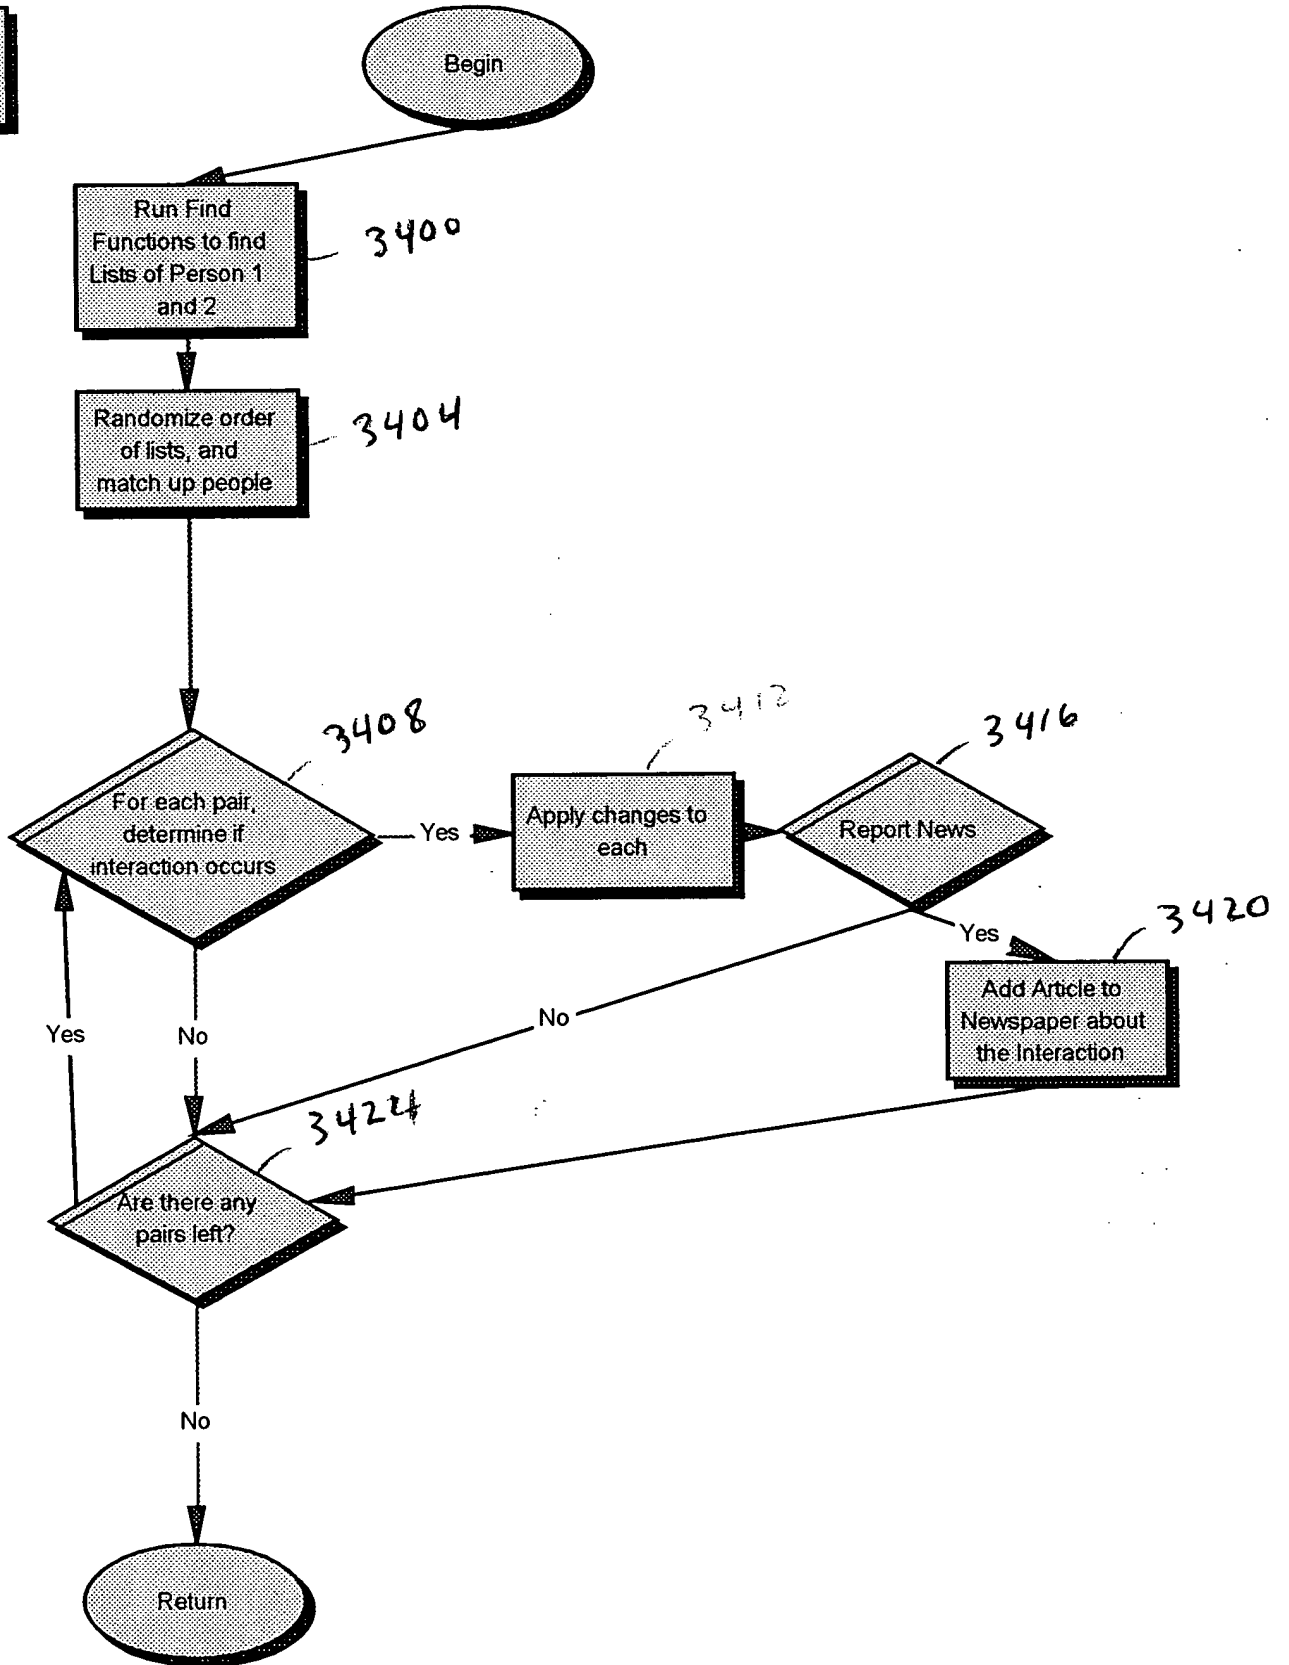 Begin
Run Find
Functions to find
Lists of Person 1
and 2
3400
Randomize order
of lists, and
match up people
3404
3408
For each pair,
determine if
interaction occurs
Yes
3412
Apply changes to
each
3416
Report News
Yes
3420
Add Article to
Newspaper about
the Interaction
No
Yes
No
3424
Are there any
pairs left?
No
Return